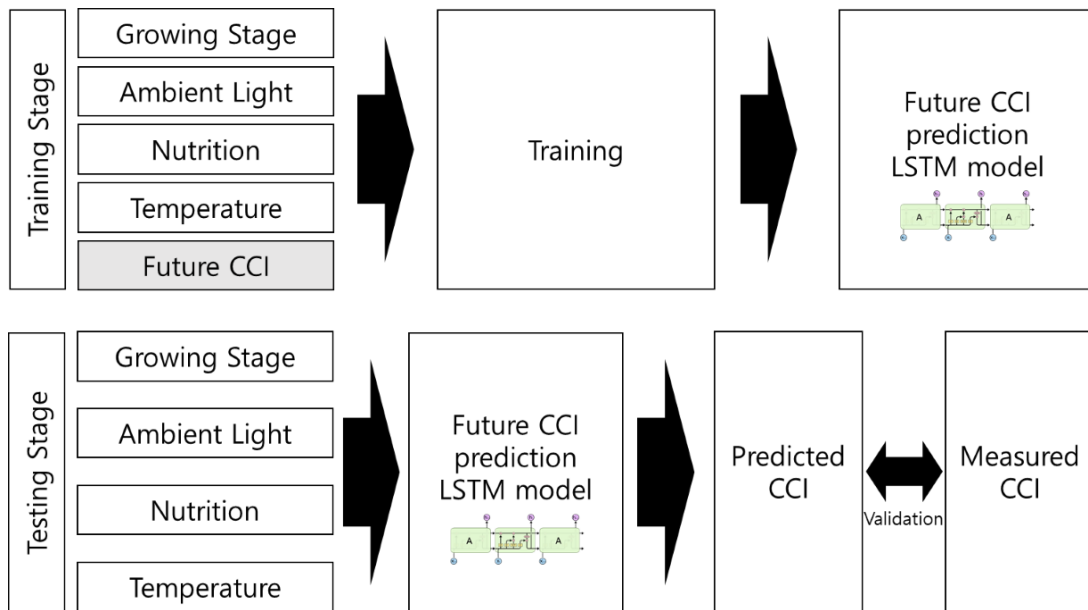 Training Stage
Growing Stage
Ambient Light
Nutrition
Temperature
Future CCI
Training
Future CCI
prediction
LSTM model
A
A
Testing Stage
Growing Stage
Ambient Light
Nutrition
Temperature
Future CCI
prediction
LSTM model
A
A
Predicted
CCI
Validation
Measured
CCI